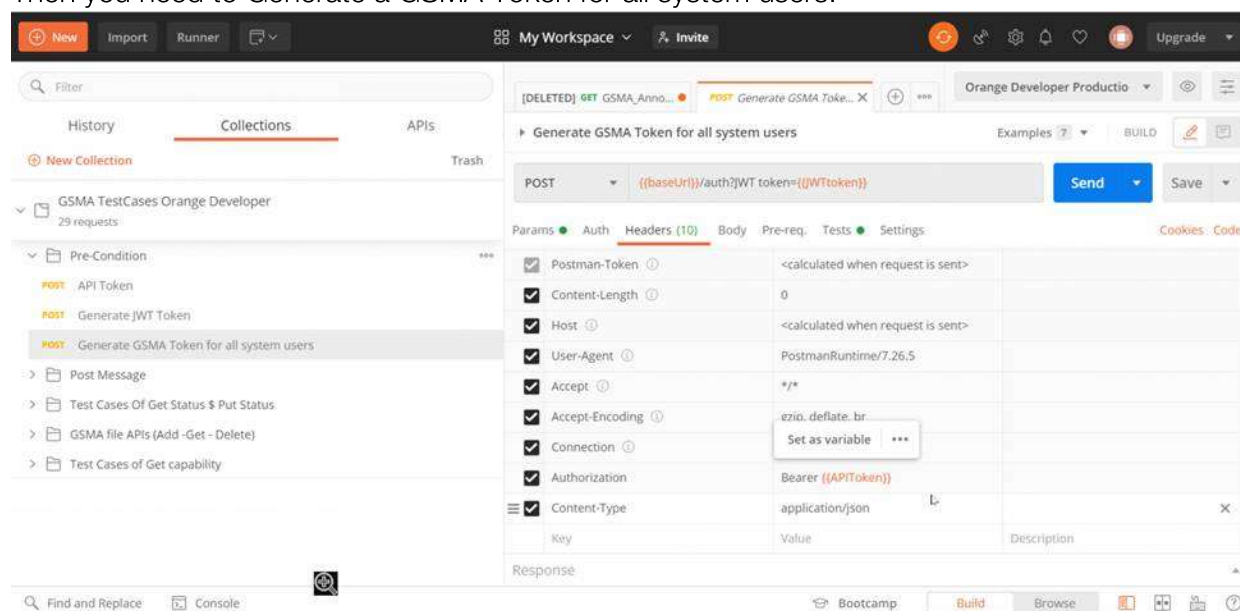 Then you need to Generate a GSMA Token for all system users.
New Import Runner My Workspace Invite Upgrade
Filter
History Collections APIs
New Collection Trash
GSMA TestCases Orange Developer
29 requests
Pre-Condition
POST API Token
POST Generate JWT Token
POST Generate GSMA Token for all system users
Post Message
Test Cases Of Get Status $ Put Status
GSMA file APIs (Add -Get - Delete)
Test Cases of Get capability
[DELETED] GET GSMA_Anno... POST Generate GSMA Toke... Orange Developer Productio
Generate GSMA Token for all system users Examples 7 BUILD
POST {{baseUrl}}/auth?JWT token={{JWTtoken}} Send Save
Params Auth Headers (10) Body Pre-req. Tests Settings Cookies Code
Postman-Token <calculated when request is sent>
Content-Length 0
Host <calculated when request is sent>
User-Agent PostmanRuntime/7.26.5
Accept */*
Accept-Encoding gzip, deflate, br
Connection
Set as variable
Authorization Bearer {{APIToken}}
Content-Type application/json
Key Value Description
Response
Find and Replace Console Bootcamp Build Browse